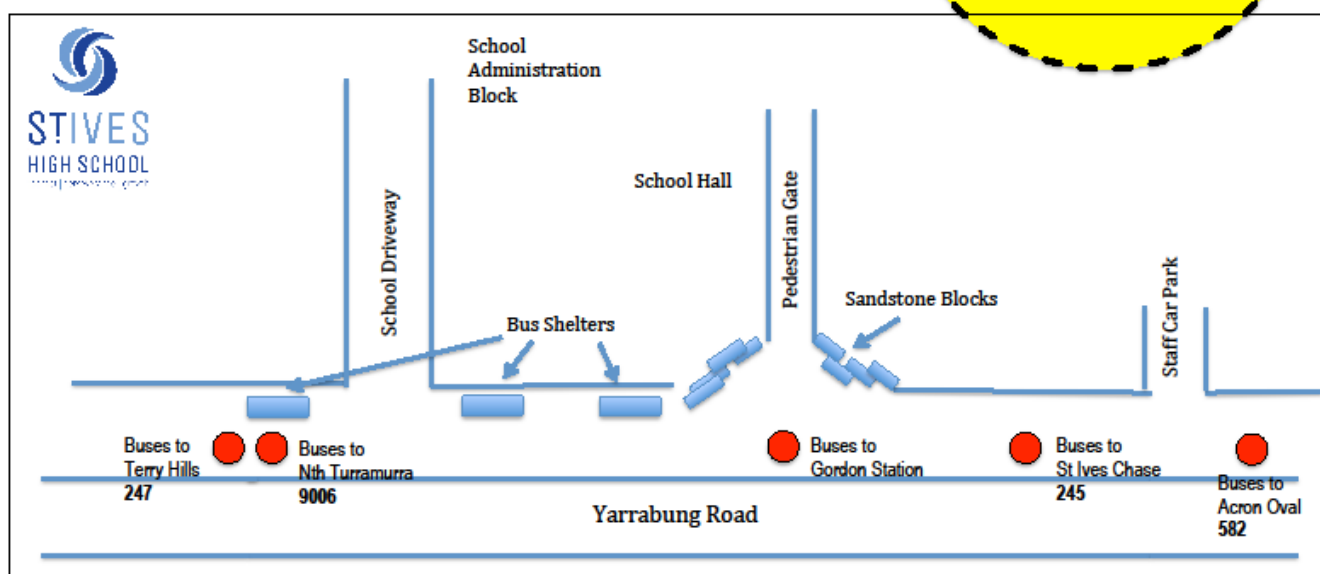 STIVES
HIGH SCHOOL
School
Administration
Block
School Hall
School Driveway
Pedestrian Gate
Sandstone Blocks
Staff Car Park
Bus Shelters
Buses to
Terry Hills
247
Buses to
Nth Turramurra
9006
Buses to
Gordon Station
Buses to
St Ives Chase
245
Buses to
Acron Oval
582
Yarrabung Road